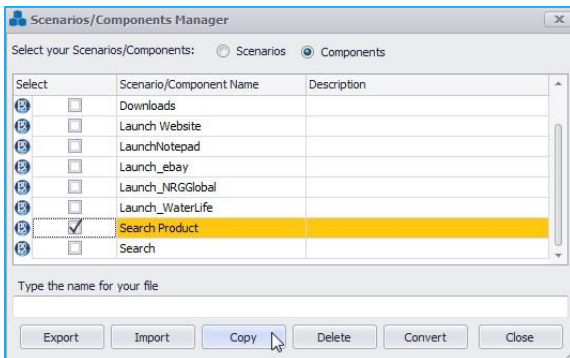 Scenarios/Components Manager
Select your Scenarios/Components: Scenarios Components
Select Scenario/Component Name Description
Downloads
Launch Website
LaunchNotepad
Launch_ebay
Launch_NRGGlobal
Launch_WaterLife
Search Product
Search
Type the name for your file
Export Import Copy Delete Convert Close